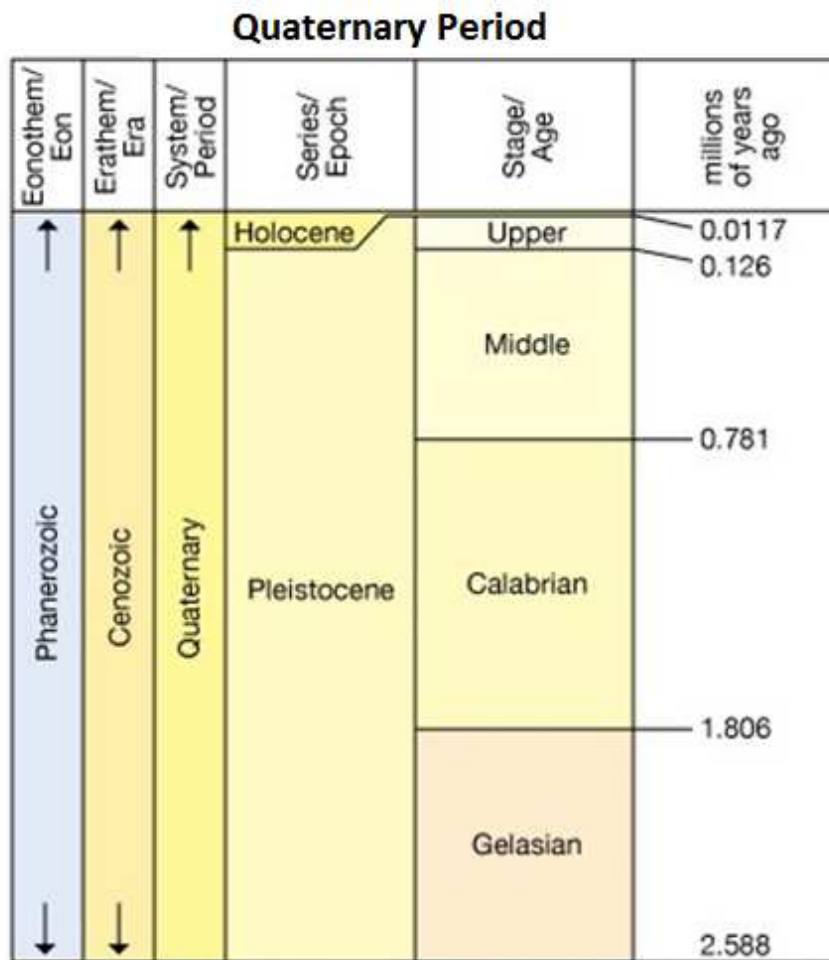 Quaternary Period
Eonothem/
Eon
Erathem/
Era
System/
Period
Series/
Epoch
Stage/
Age
millions
of years
ago
Holocene
Upper
0.0117
0.126
Middle
0.781
Phanerozoic
Cenozoic
Quaternary
Pleistocene
Calabrian
1.806
Gelasian
2.588